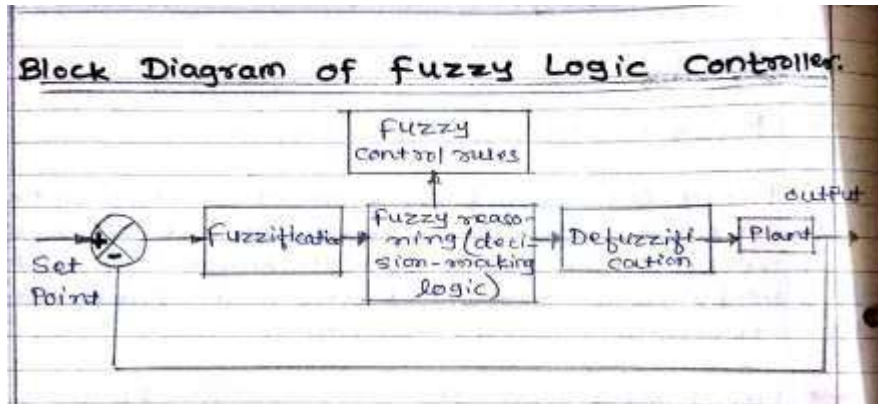 Block Diagram of fuzzy Logic Controller.
fuzzy
control rules
output
+
Fuzzification
fuzzy reaso-
ning (deci-
sion-making
logic)
Defuzzifi
cation
Plant
-
Set
Point